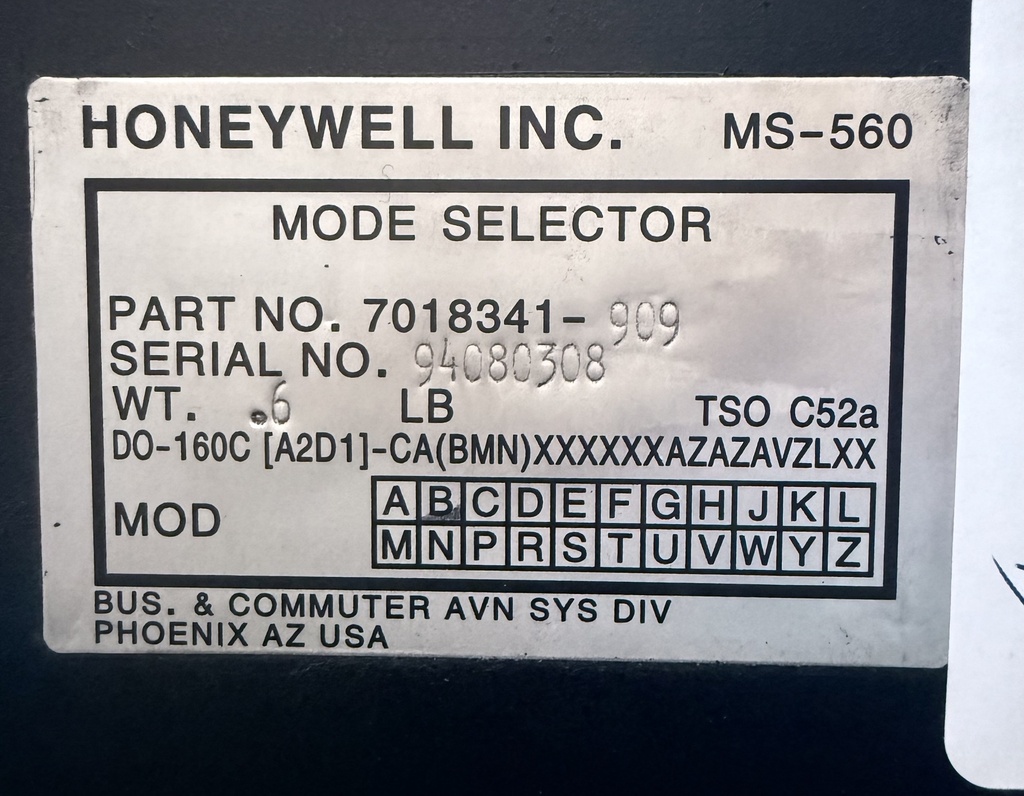 HONEYWELL INC. MS-560
MODE SELECTOR
PART NO. 7018341- 909
SERIAL NO. 94080308
WT. .6 LB TSO C52a
DO-160C [A2D1]-CA(BMN)XXXXXXAZAZAVZLXX
MOD
A B C D E F G H J K L
M N P R S T U V W Y Z
BUS. & COMMUTER AVN SYS DIV
PHOENIX AZ USA